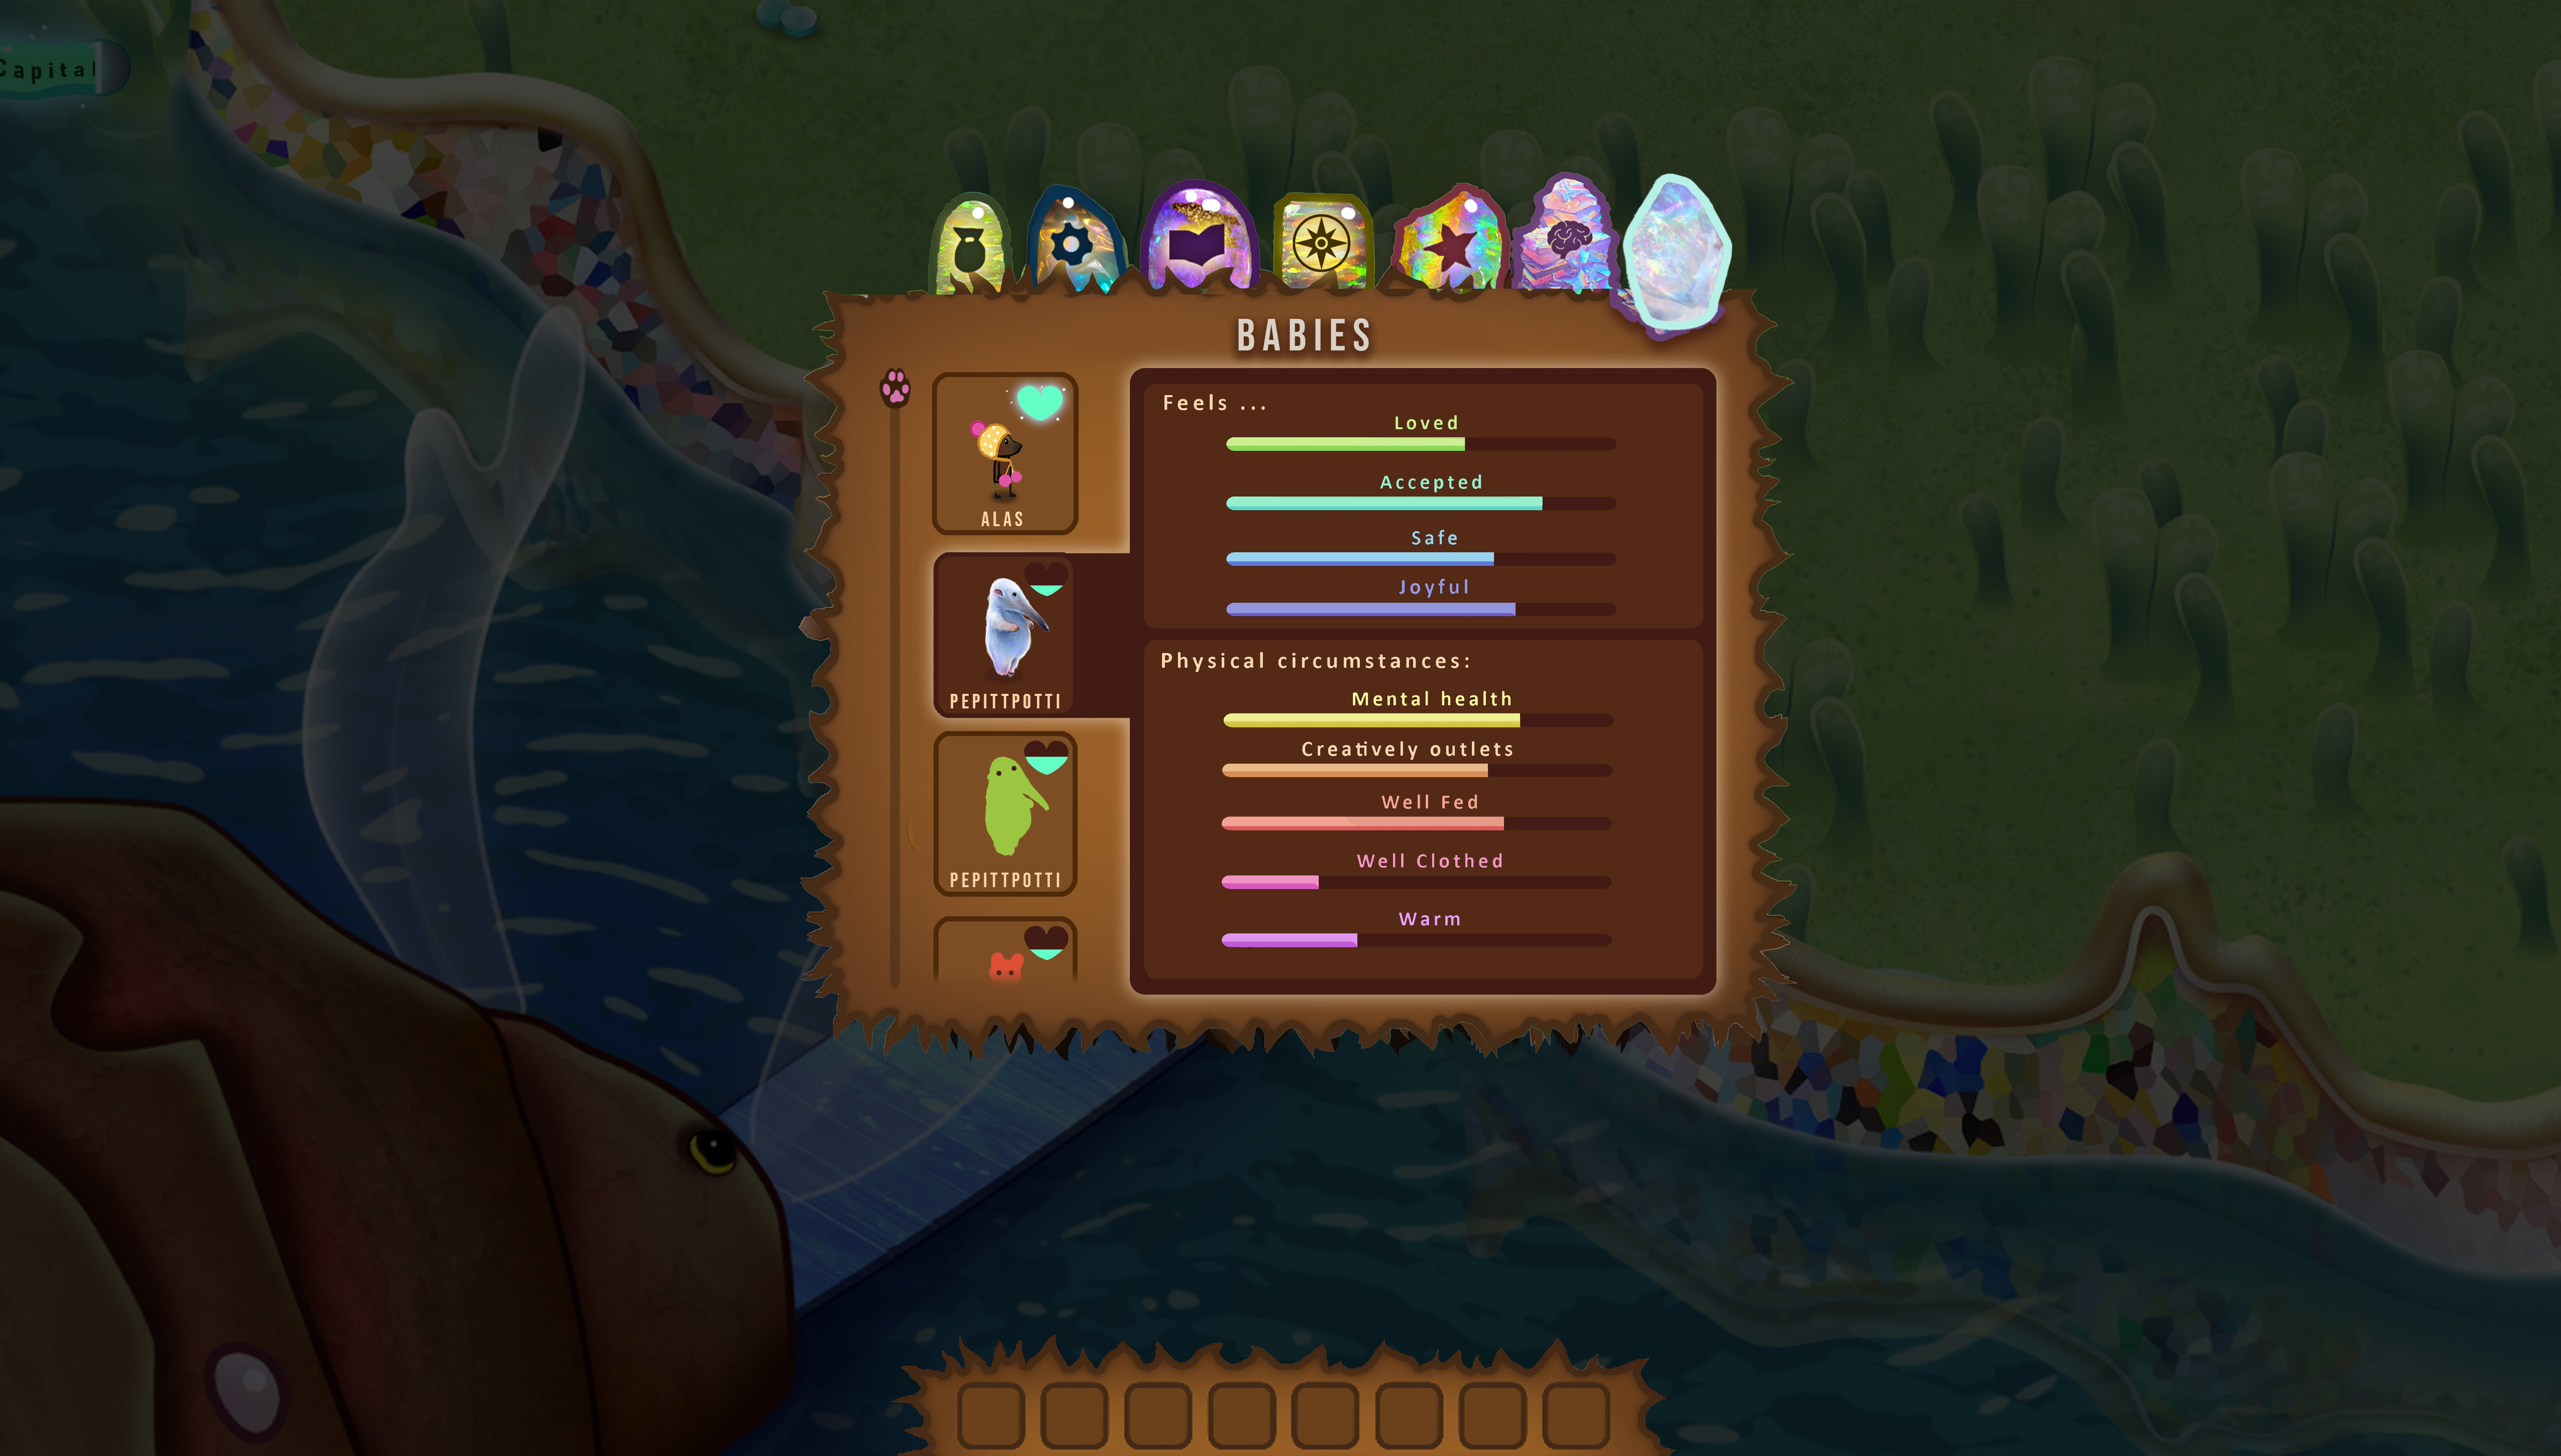 Capital
BABIES
ALAS
PEPITTPOTTI
PEPITTPOTTI
Feels ...
Loved
Accepted
Safe
Joyful
Physical circumstances:
Mental health
Creatively outlets
Well Fed
Well Clothed
Warm